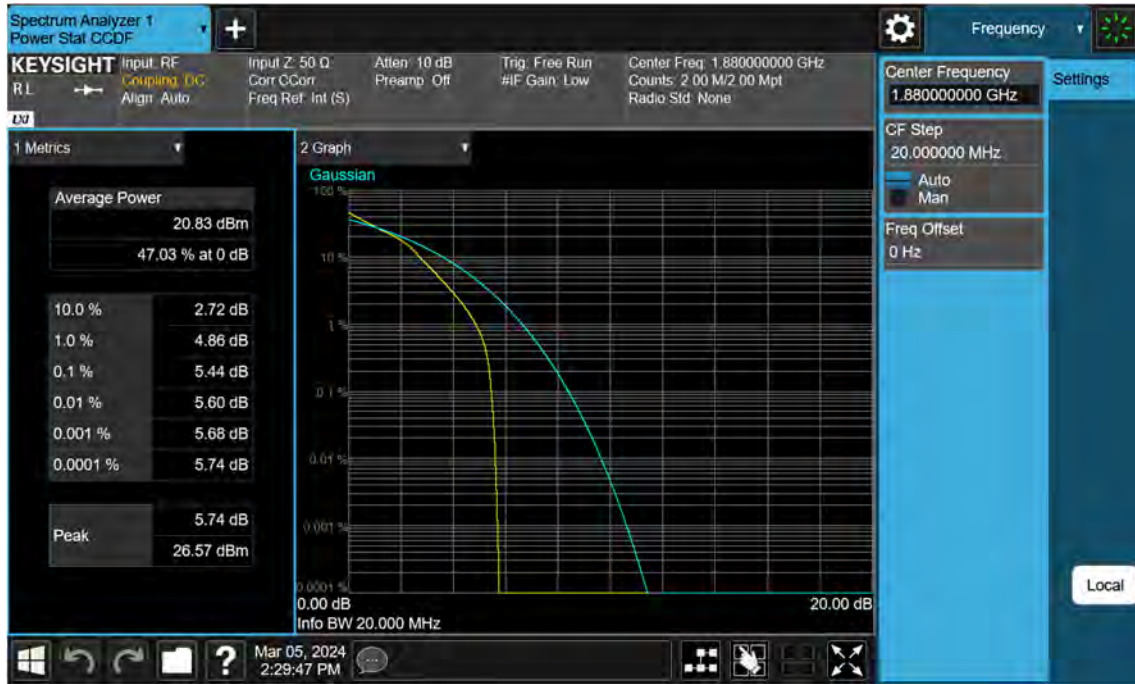 Spectrum Analyzer 1
Power Stat CCDF
Frequency
KEYSIGHT
RL
LXI
Input: RF
Coupling: DC
Align: Auto
Input Z: 50 Ω
Corr CCorr
Freq Ref: Int (S)
Atten: 10 dB
Preamp: Off
Trig: Free Run
#IF Gain: Low
Center Freq: 1.880000000 GHz
Counts: 2.00 M/2.00 Mpt
Radio Std: None
1 Metrics
Average Power
20.83 dBm
47.03 % at 0 dB
10.0 % 2.72 dB
1.0 % 4.86 dB
0.1 % 5.44 dB
0.01 % 5.60 dB
0.001 % 5.68 dB
0.0001 % 5.74 dB
Peak
5.74 dB
26.57 dBm
2 Graph
Gaussian
100 %
10 %
1 %
0.1 %
0.01 %
0.001 %
0.0001 %
0.00 dB 20.00 dB
Info BW 20.000 MHz
Center Frequency
1.880000000 GHz
CF Step
20.000000 MHz
Auto
Man
Freq Offset
0 Hz
Settings
Local
?
Mar 05, 2024
2:29:47 PM